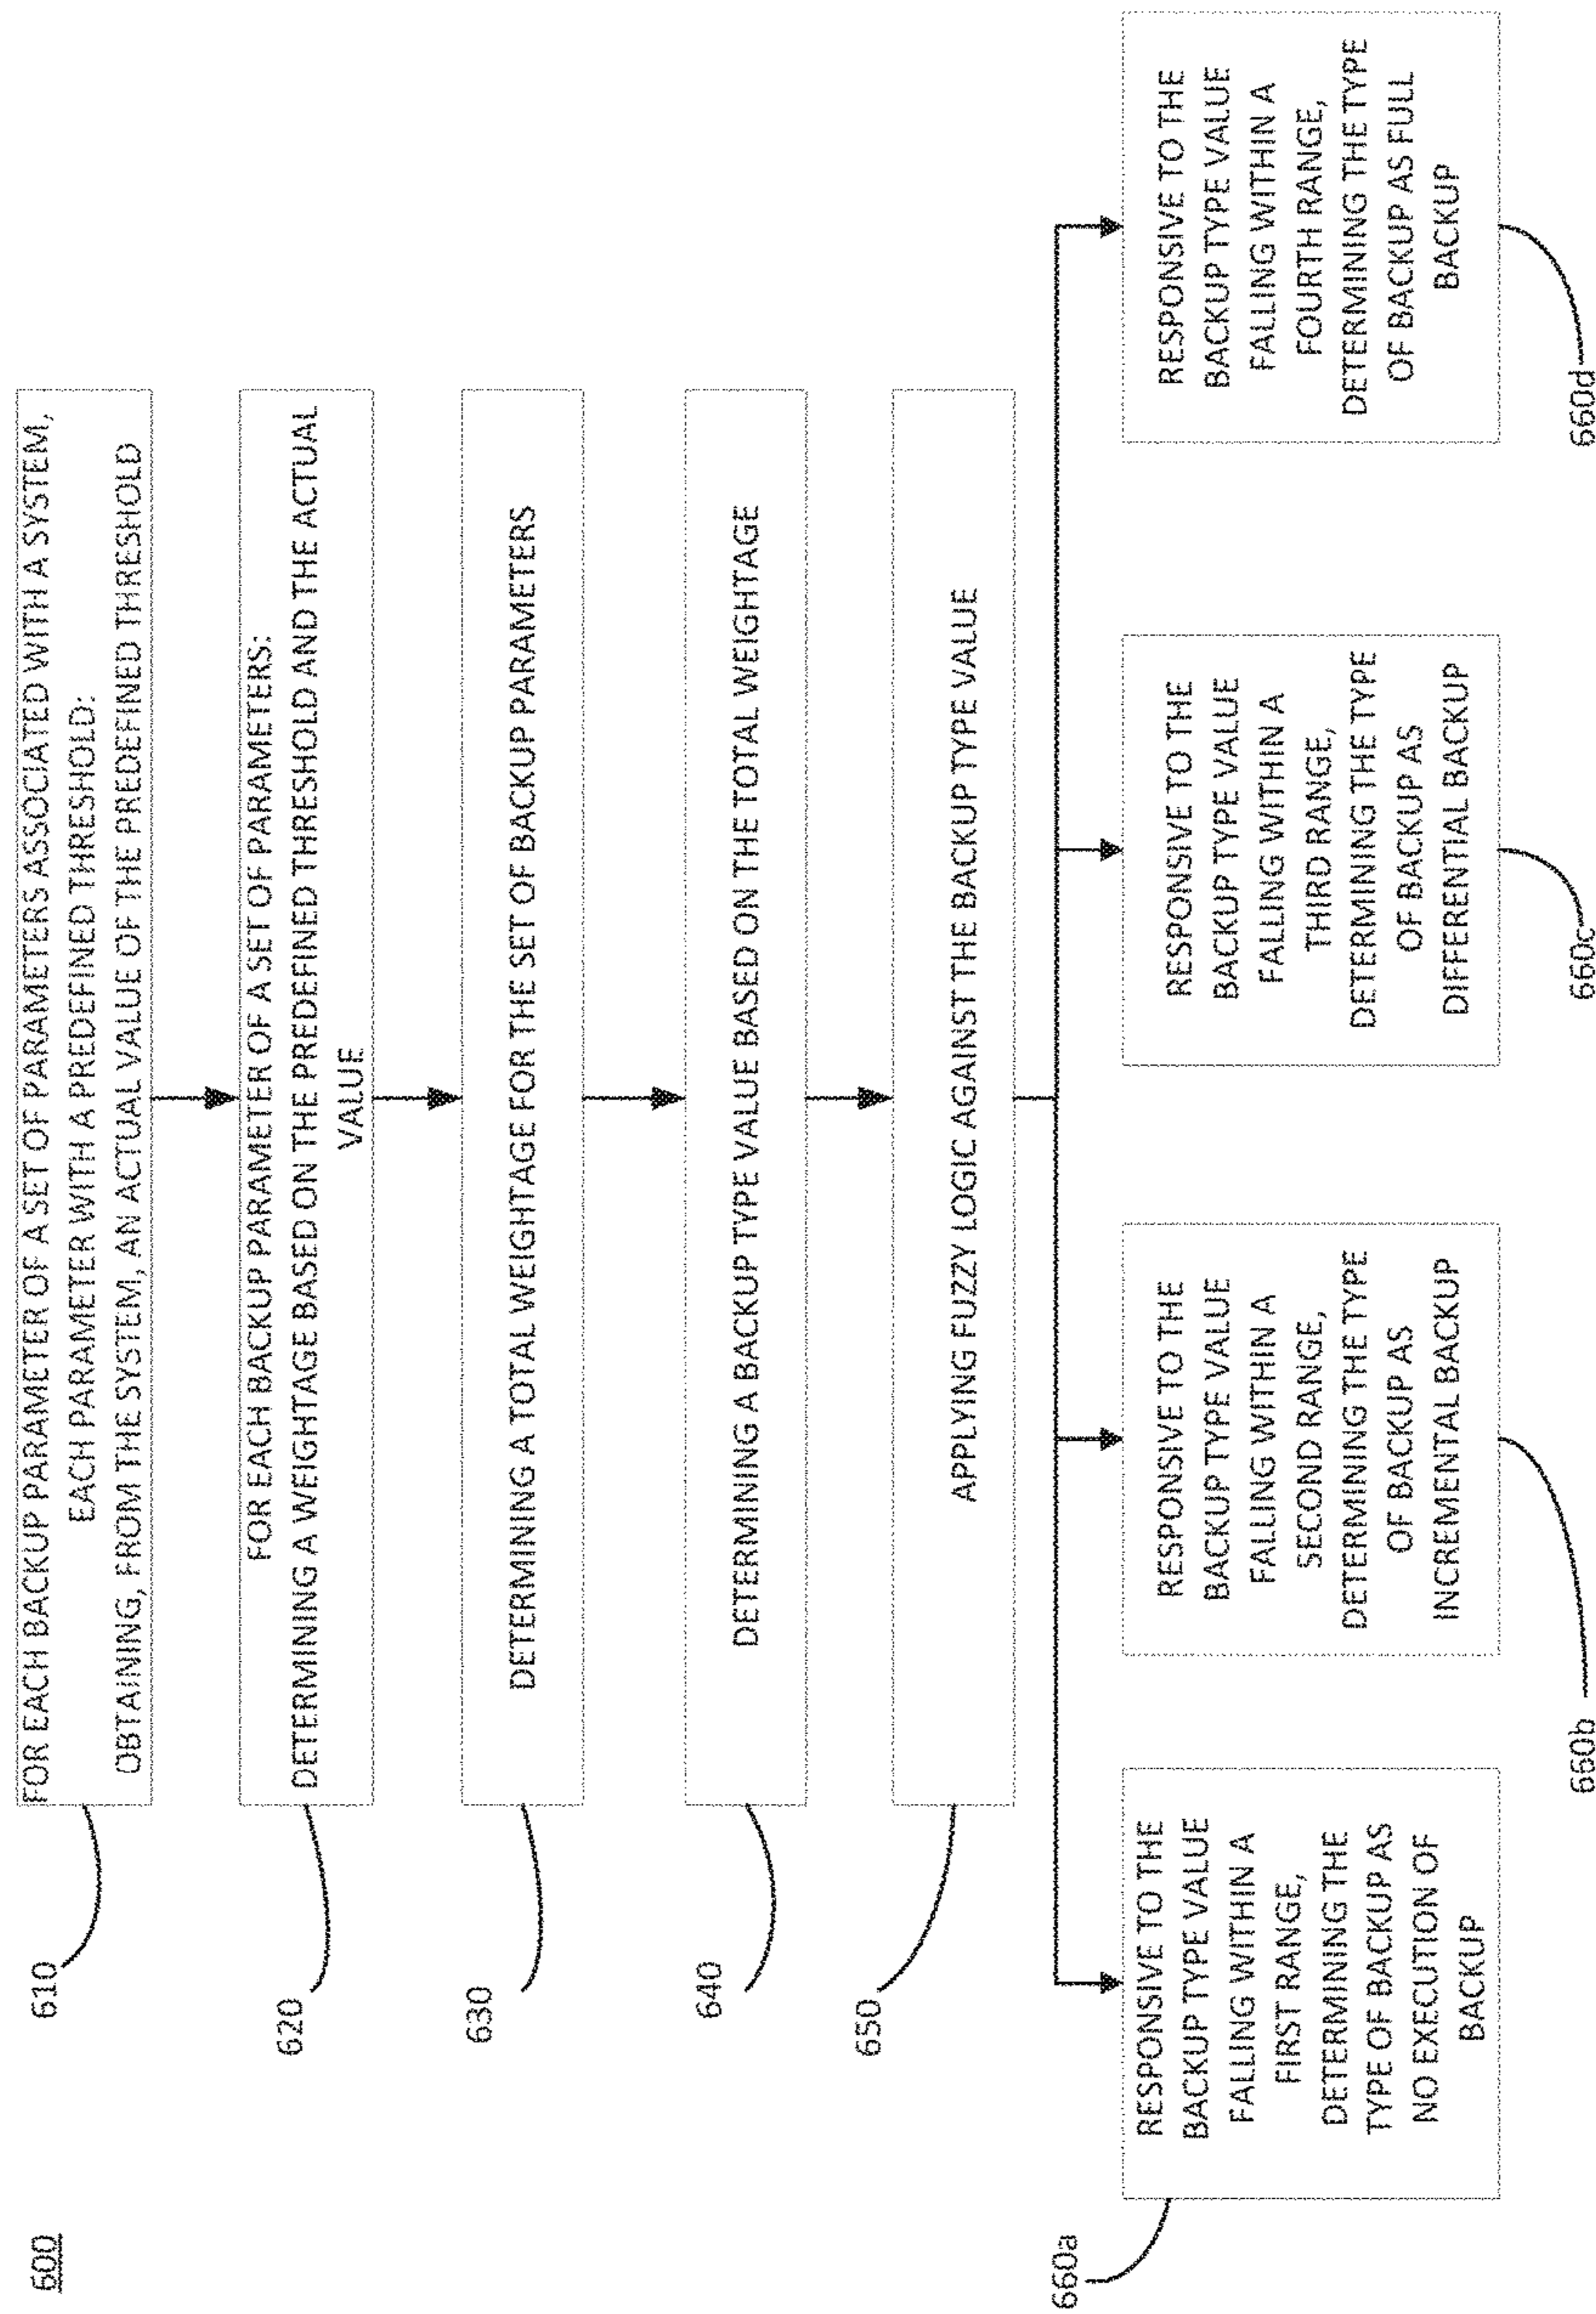 600
610
FOR EACH BACKUP PARAMETER OF A SET OF PARAMETERS ASSOCIATED WITH A SYSTEM,
EACH PARAMETER WITH A PREDEFINED THRESHOLD:
OBTAINING, FROM THE SYSTEM, AN ACTUAL VALUE OF THE PREDEFINED THRESHOLD
620
FOR EACH BACKUP PARAMETER OF A SET OF PARAMETERS:
DETERMINING A WEIGHTAGE BASED ON THE PREDEFINED THRESHOLD AND THE ACTUAL
VALUE
630
DETERMINING A TOTAL WEIGHTAGE FOR THE SET OF BACKUP PARAMETERS
640
DETERMINING A BACKUP TYPE VALUE BASED ON THE TOTAL WEIGHTAGE
650
APPLYING FUZZY LOGIC AGAINST THE BACKUP TYPE VALUE
660a
RESPONSIVE TO THE
BACKUP TYPE VALUE
FALLING WITHIN A
FIRST RANGE,
DETERMINING THE
TYPE OF BACKUP AS
NO EXECUTION OF
BACKUP
660b
RESPONSIVE TO THE
BACKUP TYPE VALUE
FALLING WITHIN A
SECOND RANGE,
DETERMINING THE TYPE
OF BACKUP AS
INCREMENTAL BACKUP
660c
RESPONSIVE TO THE
BACKUP TYPE VALUE
FALLING WITHIN A
THIRD RANGE,
DETERMINING THE TYPE
OF BACKUP AS
DIFFERENTIAL BACKUP
660d
RESPONSIVE TO THE
BACKUP TYPE VALUE
FALLING WITHIN A
FOURTH RANGE,
DETERMINING THE TYPE
OF BACKUP AS FULL
BACKUP